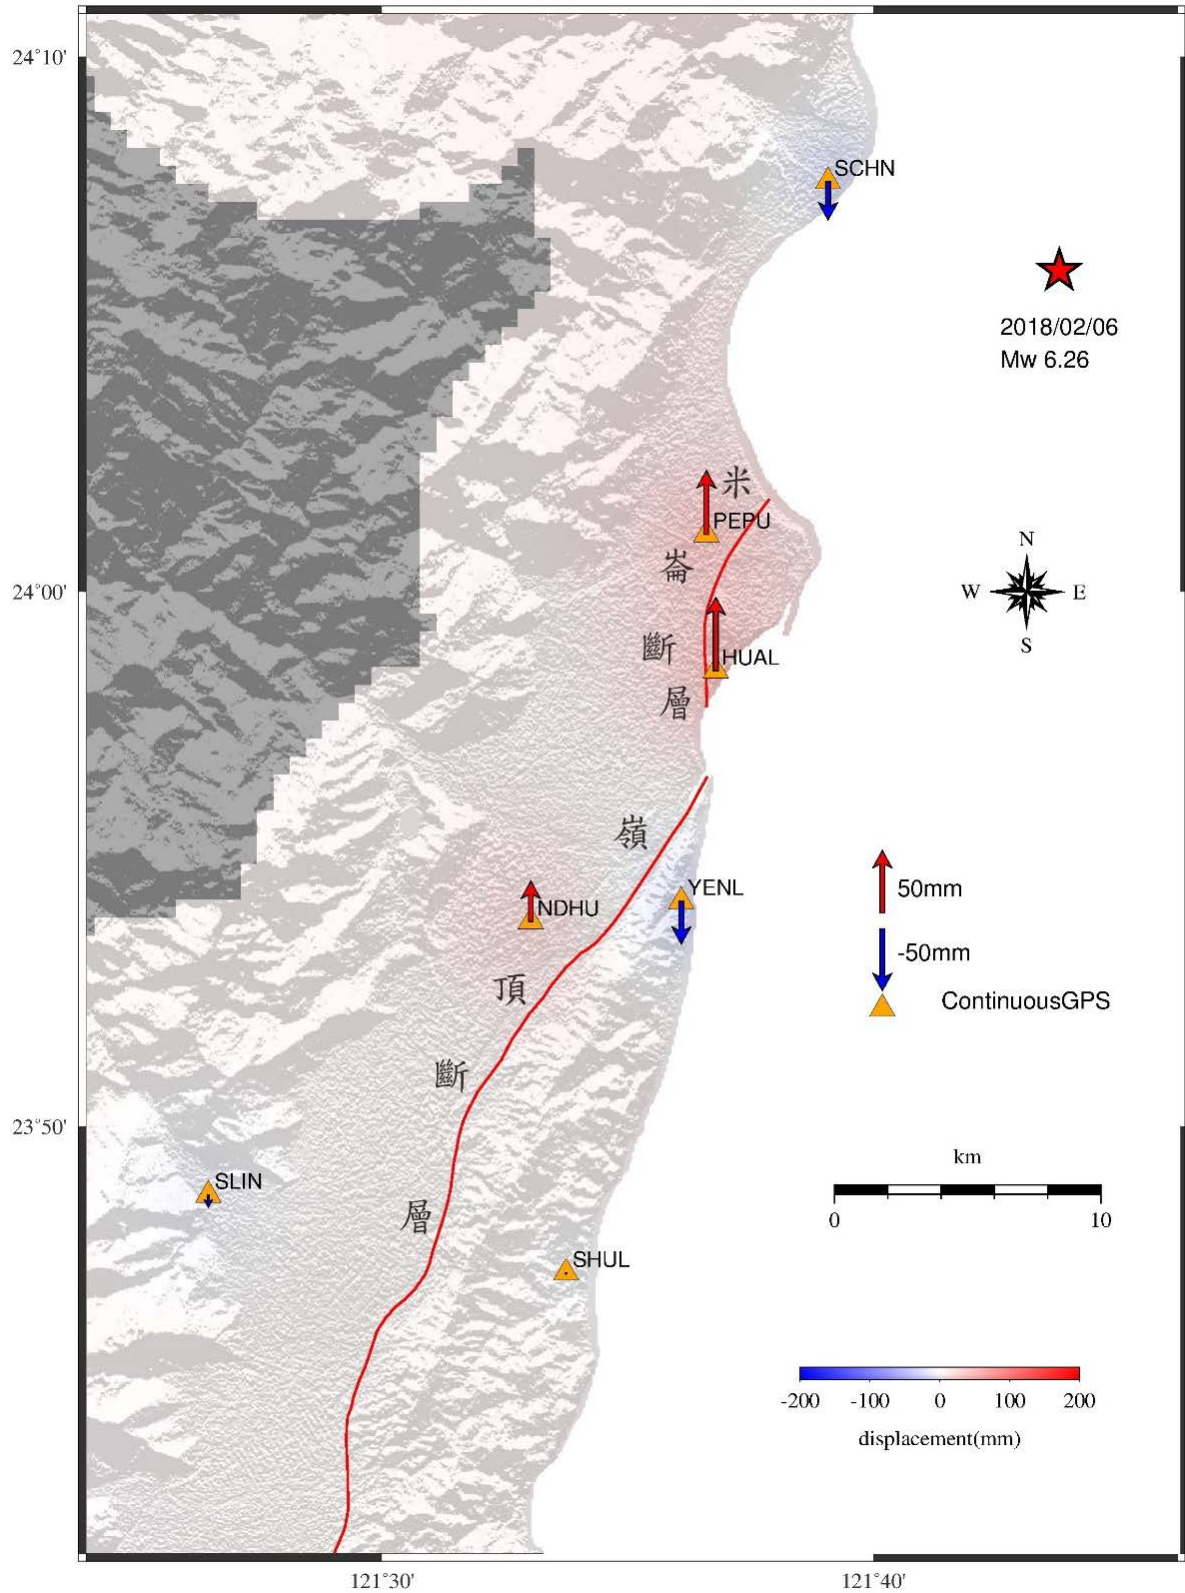 24°10'
SCHN
2018/02/06
Mw 6.26
米
PEPU
崙
24°00'
N
W
E
S
斷
HUAL
層
嶺
YENL
50mm
NDHU
-50mm
頂
ContinuousGPS
斷
23°50'
km
SLIN
0
10
層
SHUL
-200 -100 0 100 200
displacement(mm)
121°30'
121°40'